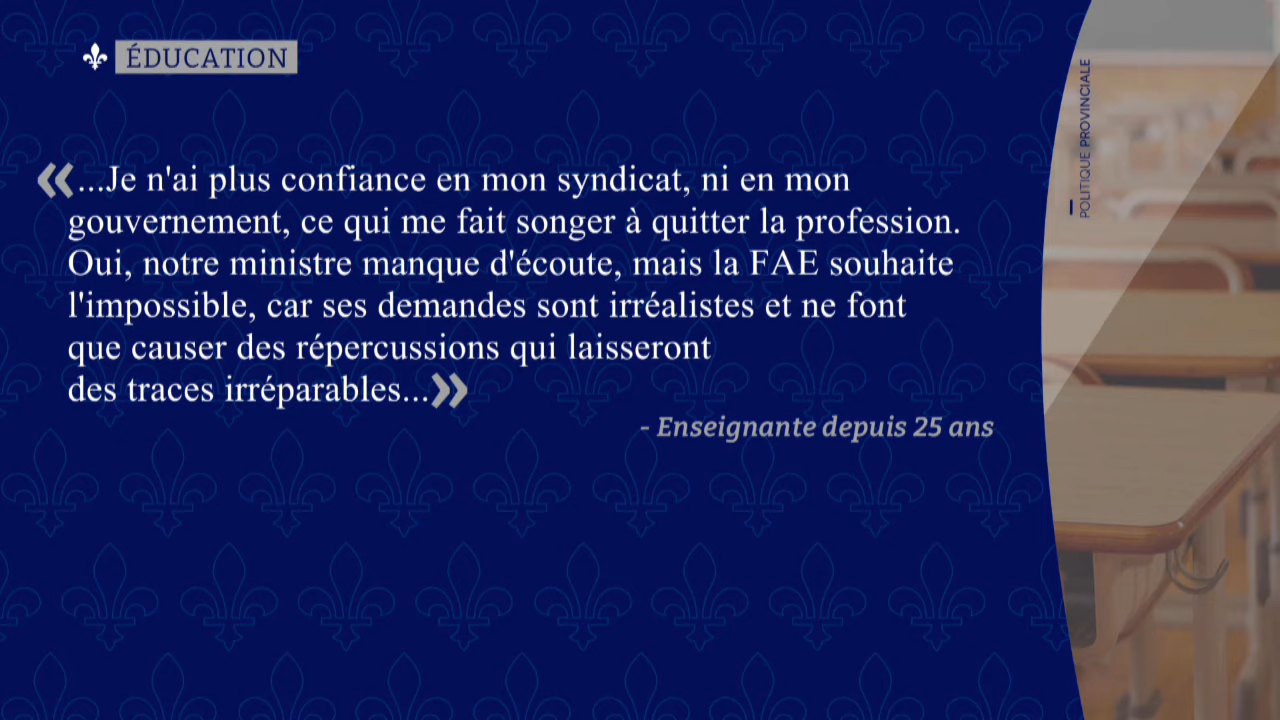 ÉDUCATION
POLITIQUE PROVINCIALE
«...Je n'ai plus confiance en mon syndicat, ni en mon
gouvernement, ce qui me fait songer à quitter la profession.
Oui, notre ministre manque d'écoute, mais la FAE souhaite
l'impossible, car ses demandes sont irréalistes et ne font
que causer des répercussions qui laisseront
des traces irréparables...»
- Enseignante depuis 25 ans